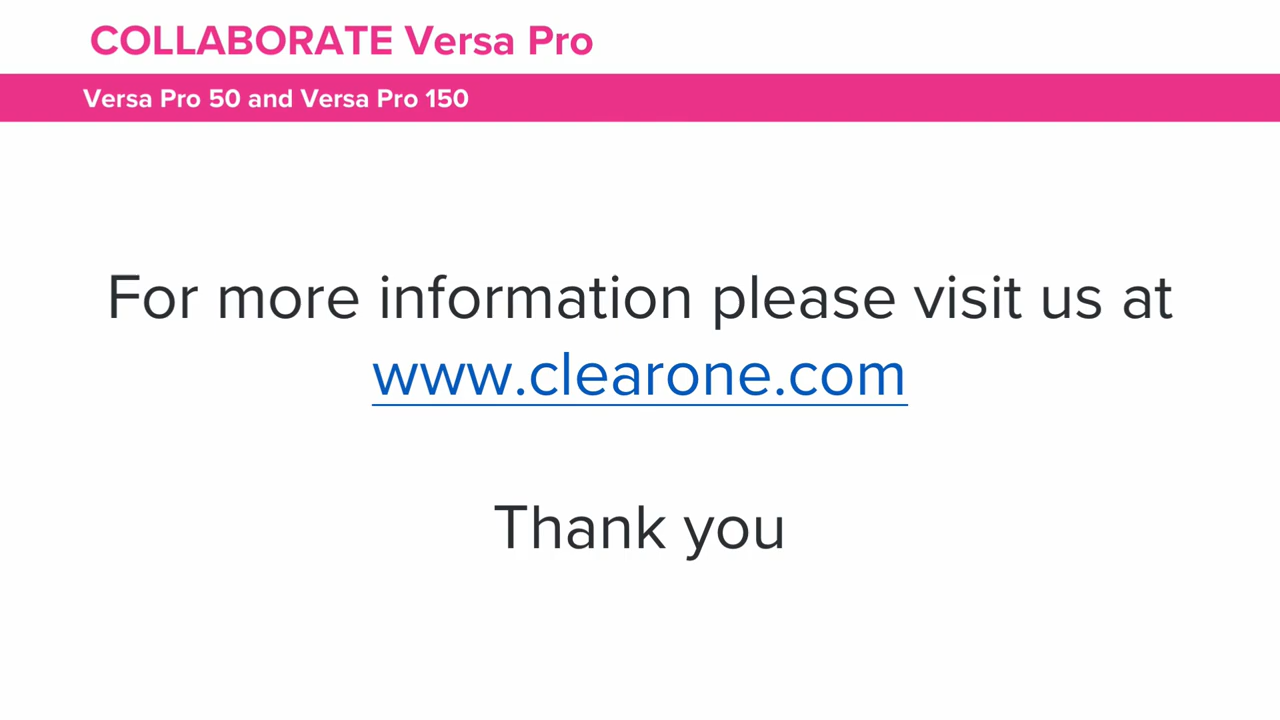 COLLABORATE Versa Pro
Versa Pro 50 and Versa Pro 150
For more information please visit us at
www.clearone.com
Thank you